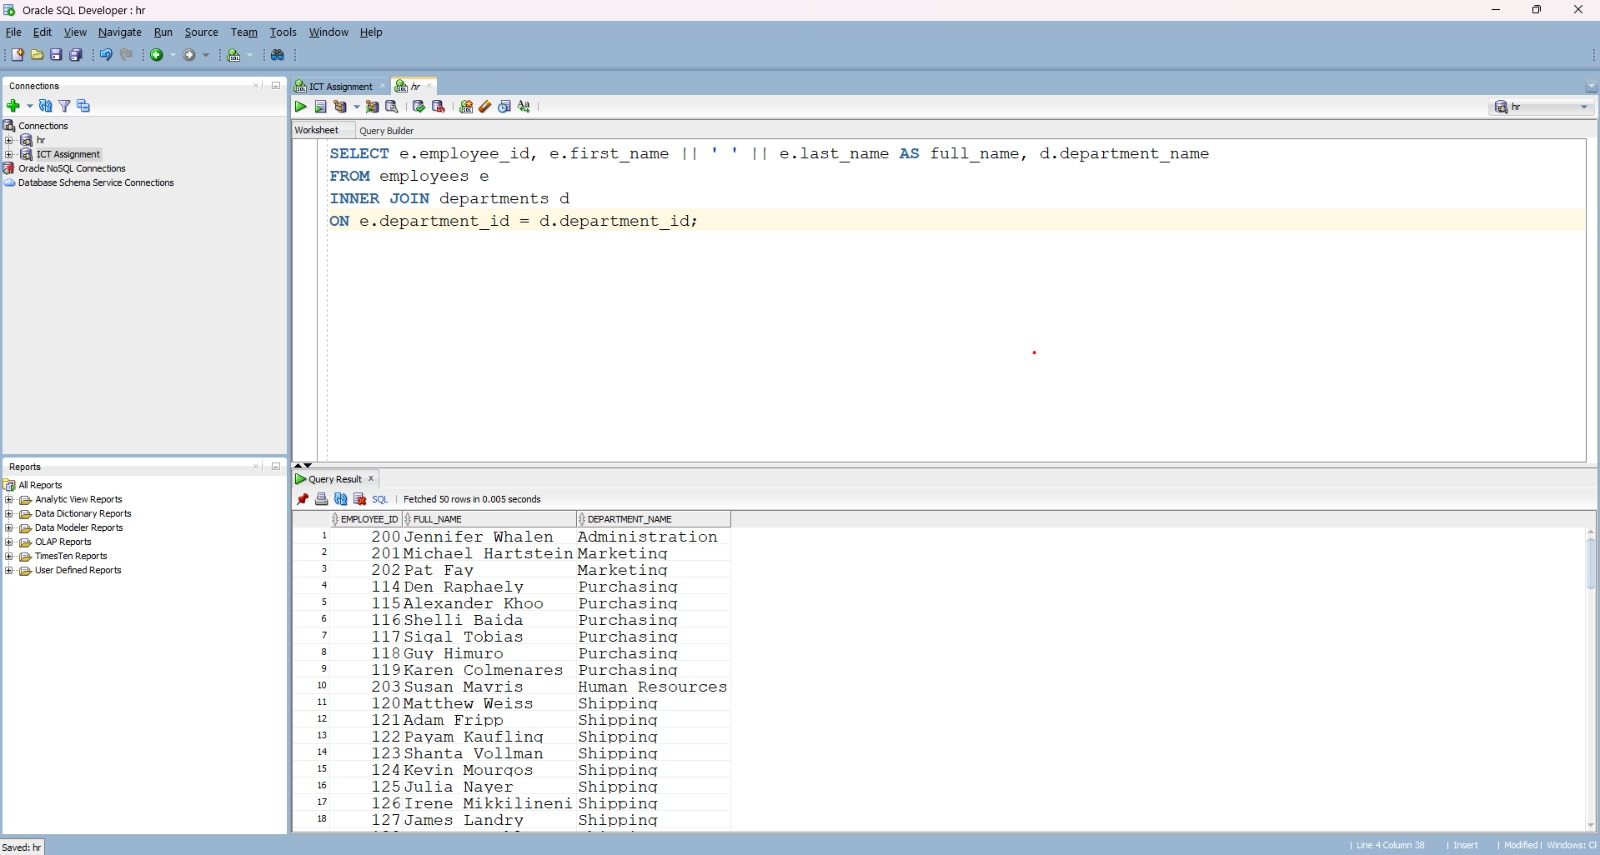 Oracle SQL Developer : hr
File Edit View Navigate Run Source Team Tools Window Help
Connections
Connections
hr
ICT Assignment
Oracle NoSQL Connections
Database Schema Service Connections
Reports
All Reports
Analytic View Reports
Data Dictionary Reports
Data Modeler Reports
OLAP Reports
TimesTen Reports
User Defined Reports
ICT Assignment hr
hr
Worksheet Query Builder
SELECT e.employee_id, e.first_name || ' ' || e.last_name AS full_name, d.department_name
FROM employees e
INNER JOIN departments d
ON e.department_id = d.department_id;
Query Result
SQL | Fetched 50 rows in 0.005 seconds
EMPLOYEE_ID FULL_NAME DEPARTMENT_NAME
1 200 Jennifer Whalen Administration
2 201 Michael Hartstein Marketing
3 202 Pat Fay Marketing
4 114 Den Raphaely Purchasing
5 115 Alexander Khoo Purchasing
6 116 Shelli Baida Purchasing
7 117 Sigal Tobias Purchasing
8 118 Guy Himuro Purchasing
9 119 Karen Colmenares Purchasing
10 203 Susan Mavris Human Resources
11 120 Matthew Weiss Shipping
12 121 Adam Fripp Shipping
13 122 Payam Kaufling Shipping
14 123 Shanta Vollman Shipping
15 124 Kevin Mourgos Shipping
16 125 Julia Nayer Shipping
17 126 Irene Mikkilineni Shipping
18 127 James Landry Shipping
Saved: hr
| Line 4 Column 38 | Insert | Modified | Windows: